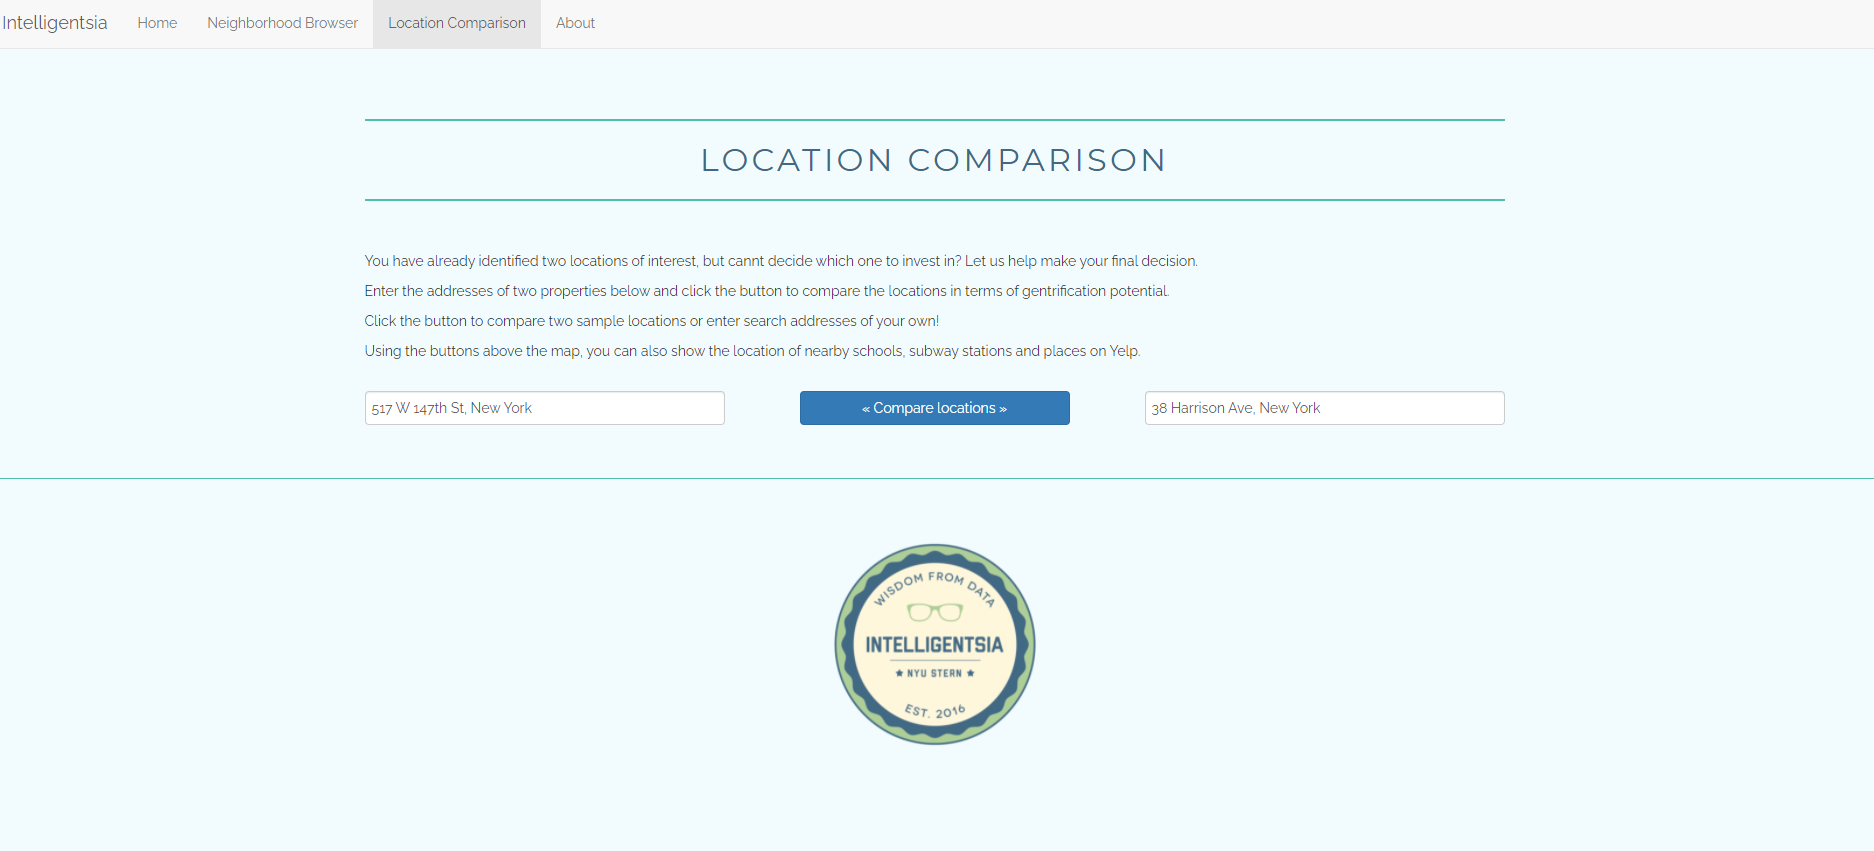 Intelligentsia Home Neighborhood Browser Location Comparison About
LOCATION COMPARISON
You have already identified two locations of interest, but cannt decide which one to invest in? Let us help make your final decision.
Enter the addresses of two properties below and click the button to compare the locations in terms of gentrification potential.
Click the button to compare two sample locations or enter search addresses of your own!
Using the buttons above the map, you can also show the location of nearby schools, subway stations and places on Yelp.
517 W 147th St, New York « Compare locations » 38 Harrison Ave, New York
WISDOM FROM DATA
INTELLIGENTSIA
★ NYU STERN ★
EST. 2016